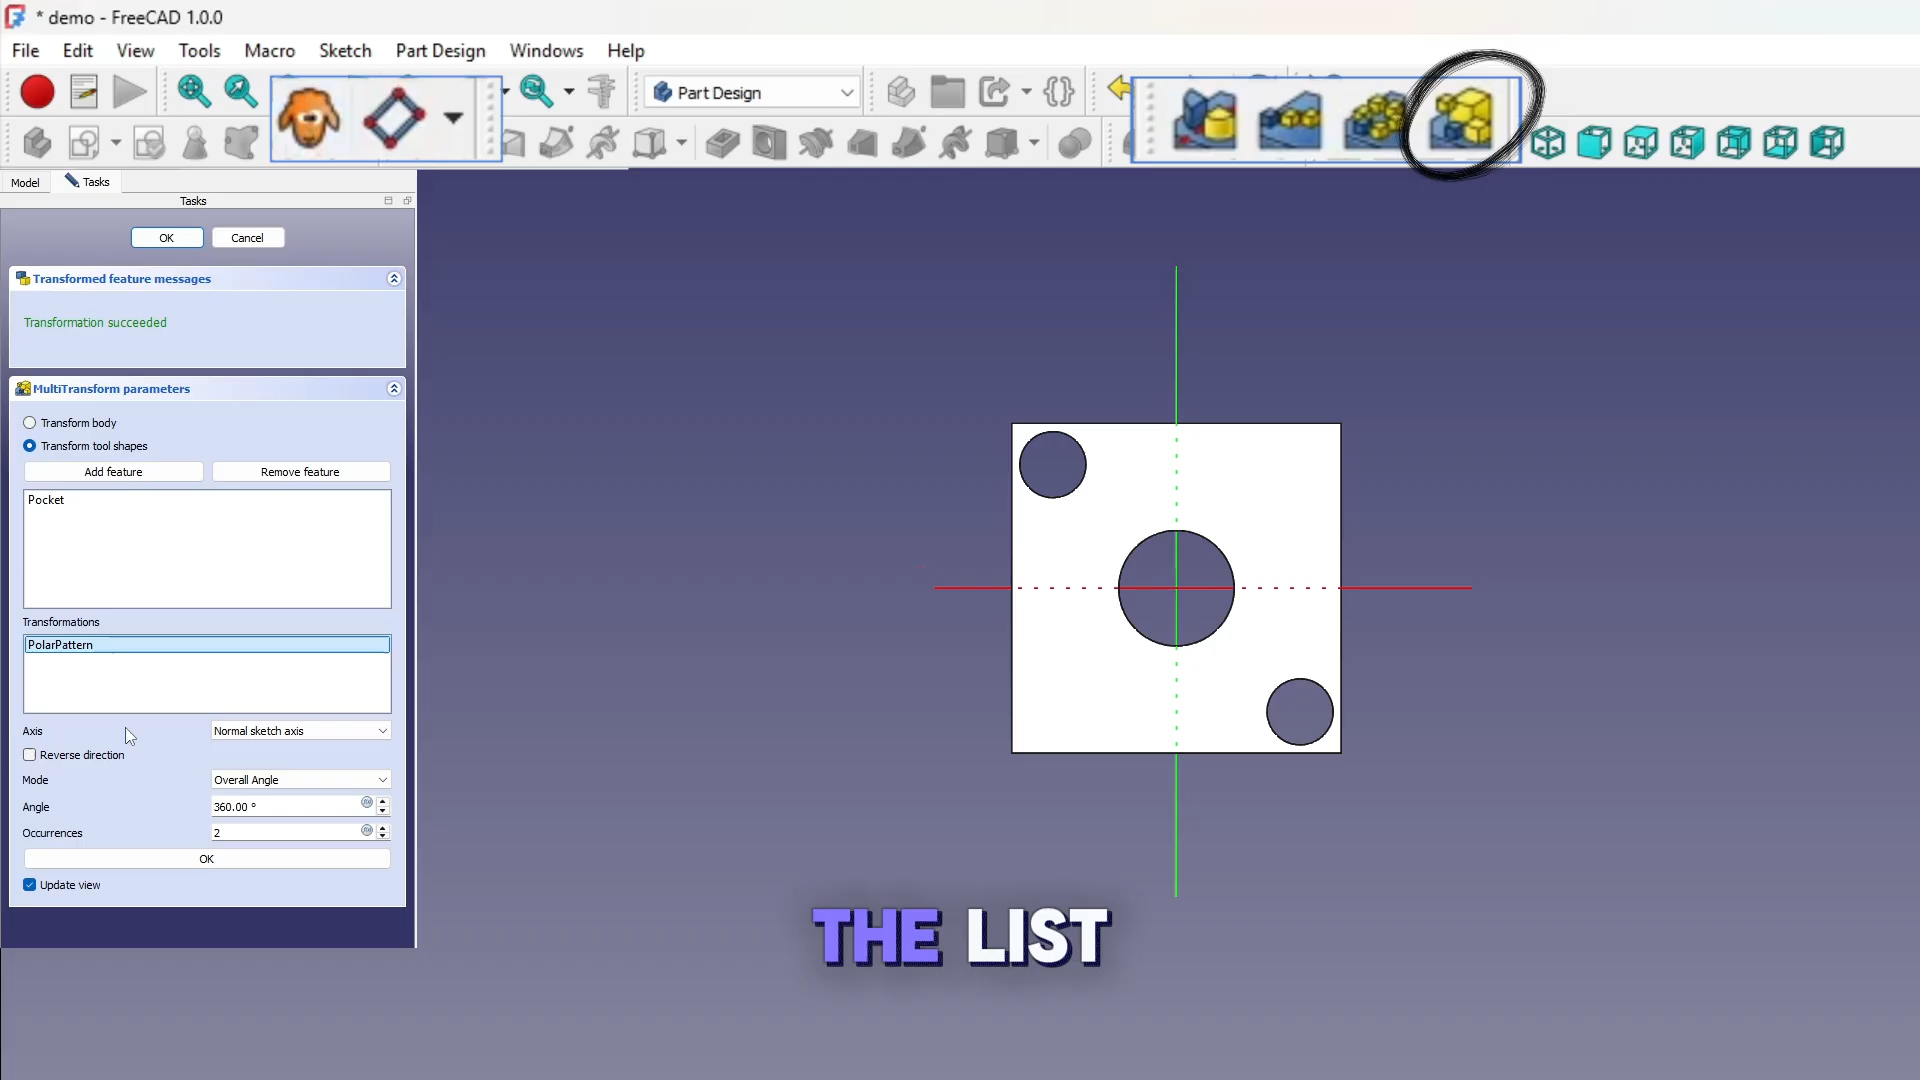 * demo - FreeCAD 1.0.0
File Edit View Tools Macro Sketch Part Design Windows Help
Part Design
Model Tasks
Tasks
OK Cancel
Transformed feature messages
Transformation succeeded
MultiTransform parameters
Transform body
Transform tool shapes
Add feature Remove feature
Pocket
Transformations
PolarPattern
Axis Normal sketch axis
Reverse direction
Mode Overall Angle
Angle 360.00 °
Occurrences 2
OK
Update view
THE LIST